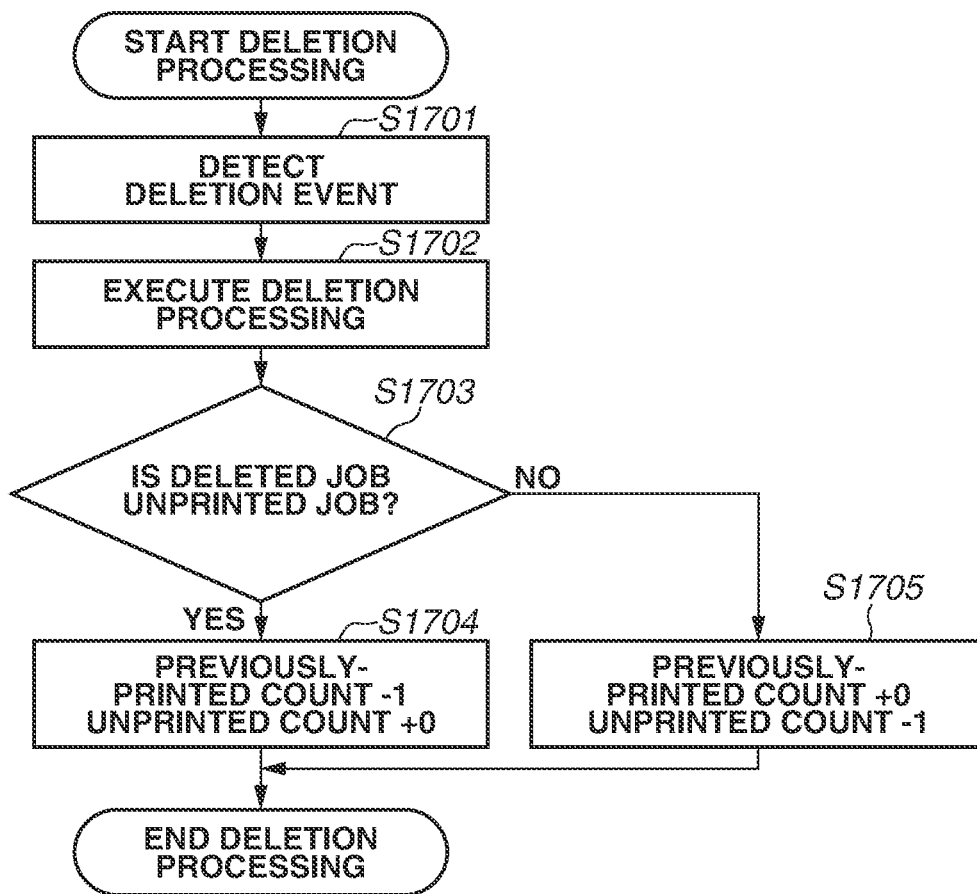 START DELETION
PROCESSING
S1701
DETECT
DELETION EVENT
S1702
EXECUTE DELETION
PROCESSING
S1703
IS DELETED JOB
UNPRINTED JOB?
NO
YES
S1704
PREVIOUSLY-
PRINTED COUNT -1
UNPRINTED COUNT +0
S1705
PREVIOUSLY-
PRINTED COUNT +0
UNPRINTED COUNT -1
END DELETION
PROCESSING